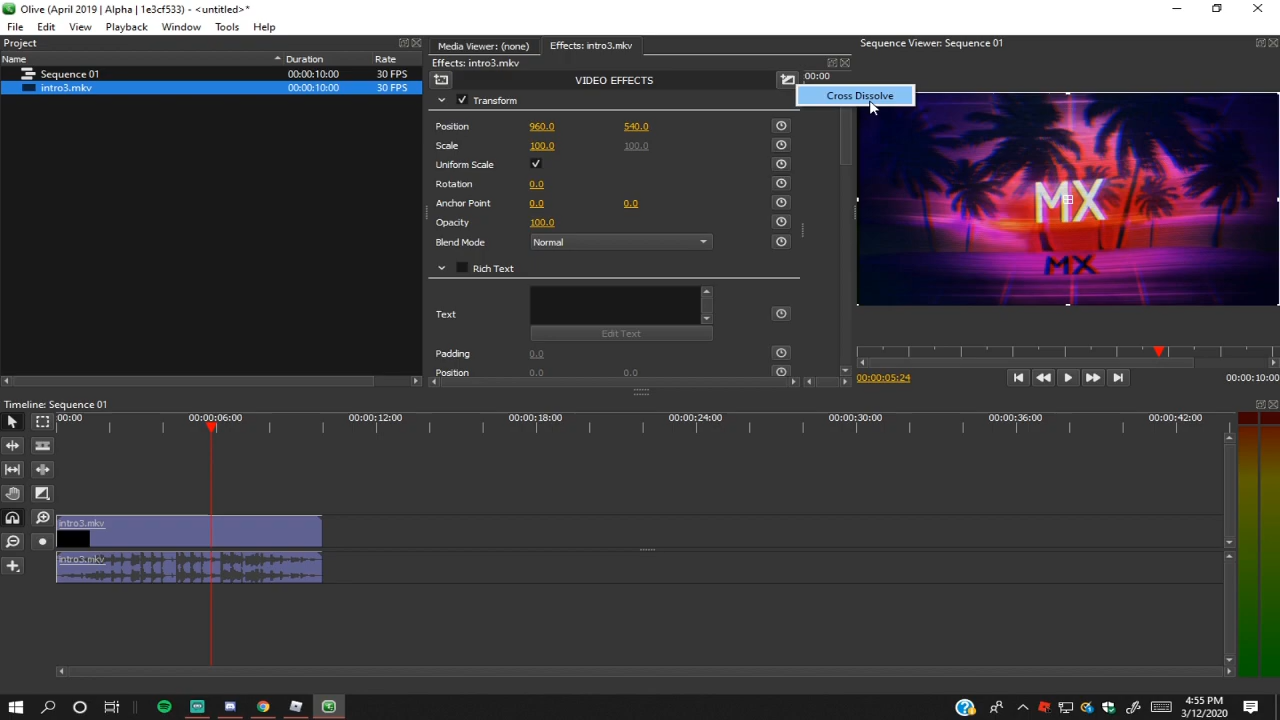 Olive (April 2019 | Alpha | 1e3cf533) - <untitled>*
File Edit View Playback Window Tools Help
Project
Name Duration Rate
Sequence 01 00:00:10:00 30 FPS
intro3.mkv 00:00:10:00 30 FPS
Media Viewer: (none) Effects: intro3.mkv
Effects: intro3.mkv
VIDEO EFFECTS
00:00
Cross Dissolve
Transform
Position 960.0 540.0
Scale 100.0 100.0
Uniform Scale
Rotation 0.0
Anchor Point 0.0 0.0
Opacity 100.0
Blend Mode Normal
Rich Text
Text
Edit Text
Padding 0.0
Position 0.0 0.0
Sequence Viewer: Sequence 01
MX
MX
00:00:05:24 00:00:10:00
Timeline: Sequence 01
00:00 00:00:06:00 00:00:12:00 00:00:18:00 00:00:24:00 00:00:30:00 00:00:36:00 00:00:42:00
intro3.mkv
intro3.mkv
4:55 PM
3/12/2020